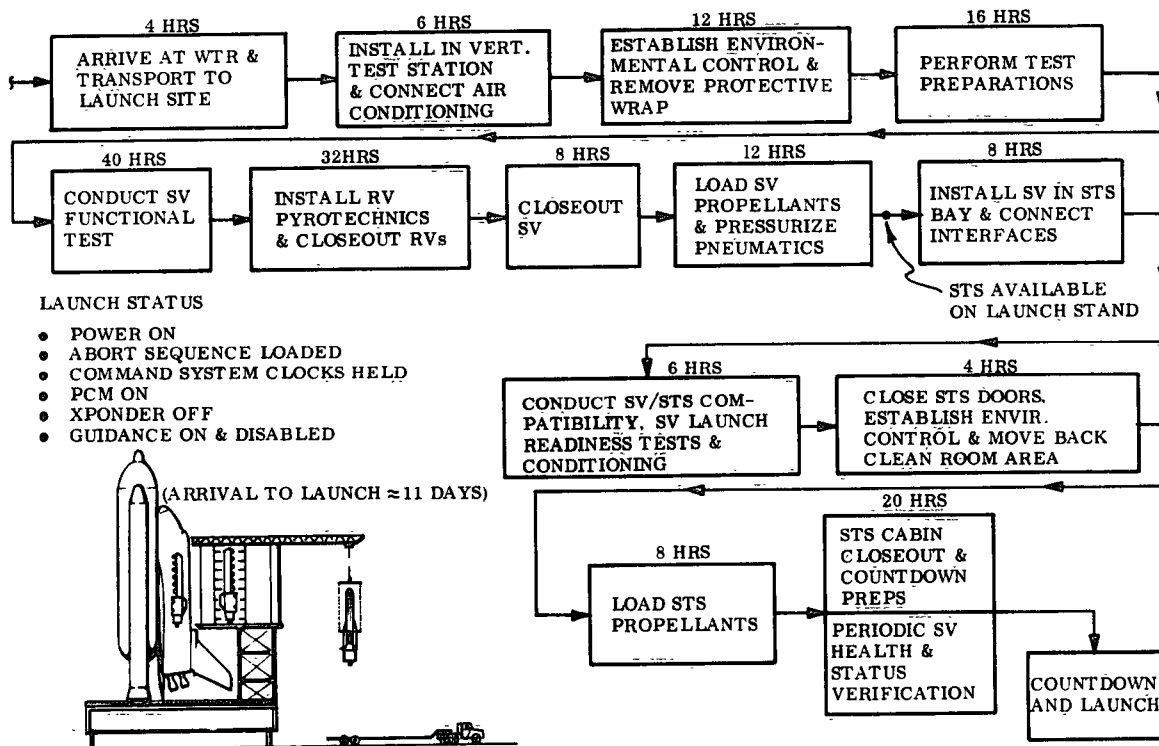 4 HRS
ARRIVE AT WTR &
TRANSPORT TO
LAUNCH SITE
6 HRS
INSTALL IN VERT.
TEST STATION
& CONNECT AIR
CONDITIONING
12 HRS
ESTABLISH ENVIRON-
MENTAL CONTROL &
REMOVE PROTECTIVE
WRAP
16 HRS
PERFORM TEST
PREPARATIONS
40 HRS
CONDUCT SV
FUNCTIONAL
TEST
32HRS
INSTALL RV
PYROTECHNICS
& CLOSEOUT RVs
8 HRS
CLOSEOUT
SV
12 HRS
LOAD SV
PROPELLANTS
& PRESSURIZE
PNEUMATICS
8 HRS
INSTALL SV IN STS
BAY & CONNECT
INTERFACES
STS AVAILABLE
ON LAUNCH STAND
LAUNCH STATUS
• POWER ON
• ABORT SEQUENCE LOADED
• COMMAND SYSTEM CLOCKS HELD
• PCM ON
• XPONDER OFF
• GUIDANCE ON & DISABLED
6 HRS
CONDUCT SV/STS COM-
PATIBILITY, SV LAUNCH
READINESS TESTS &
CONDITIONING
4 HRS
CLOSE STS DOORS,
ESTABLISH ENVIR.
CONTROL & MOVE BACK
CLEAN ROOM AREA
(ARRIVAL TO LAUNCH ≈ 11 DAYS)
8 HRS
LOAD STS
PROPELLANTS
20 HRS
STS CABIN
CLOSEOUT &
COUNTDOWN
PREPS
PERIODIC SV
HEALTH &
STATUS
VERIFICATION
COUNTDOWN
AND LAUNCH